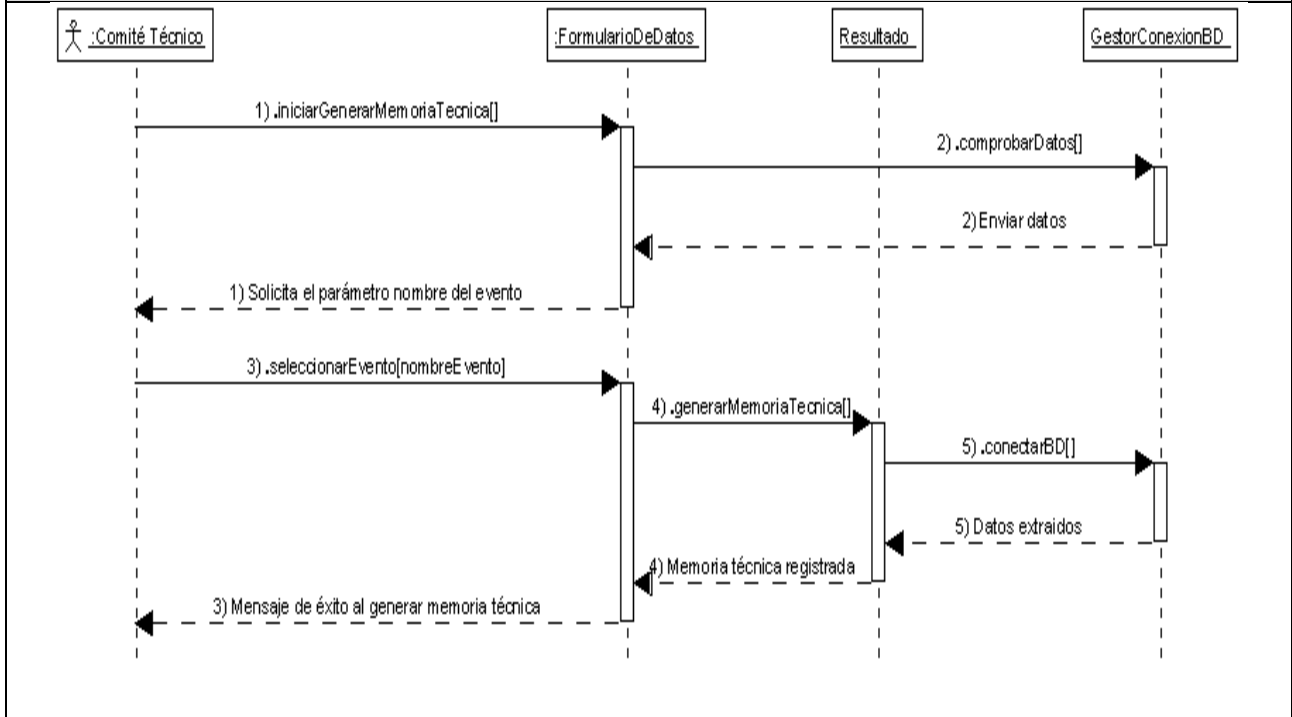 :Comité Técnico
:FormularioDeDatos
Resultado
GestorConexionBD
1) .iniciarGenerarMemoriaTecnica[]
2) .comprobarDatos[]
2) Enviar datos
1) Solicita el parámetro nombre del evento
3) .seleccionarEvento[nombreEvento]
4) .generarMemoriaTecnica[]
5) .conectarBD[]
5) Datos extraidos
4) Memoria técnica registrada
3) Mensaje de éxito al generar memoria técnica